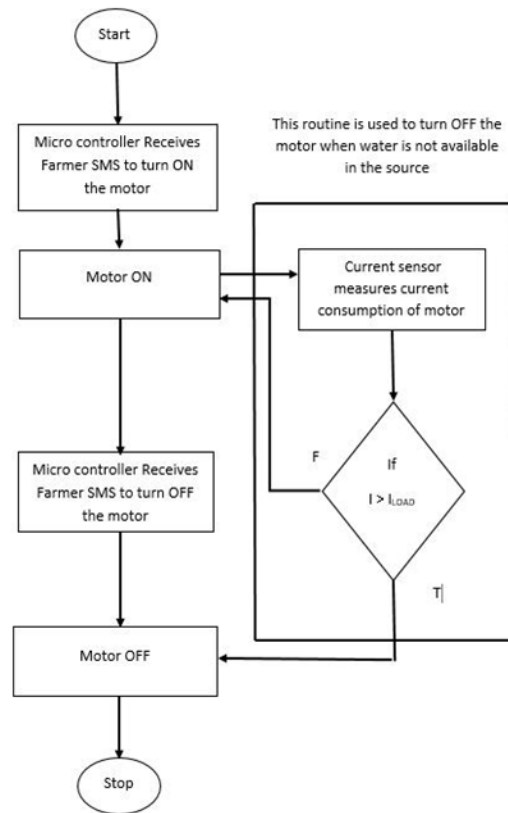 Start
Micro controller Receives
Farmer SMS to turn ON
the motor
This routine is used to turn OFF the
motor when water is not available
in the source
Motor ON
Current sensor
measures current
consumption of motor
F
If
I > I_LOAD
T
Micro controller Receives
Farmer SMS to turn OFF
the motor
Motor OFF
Stop